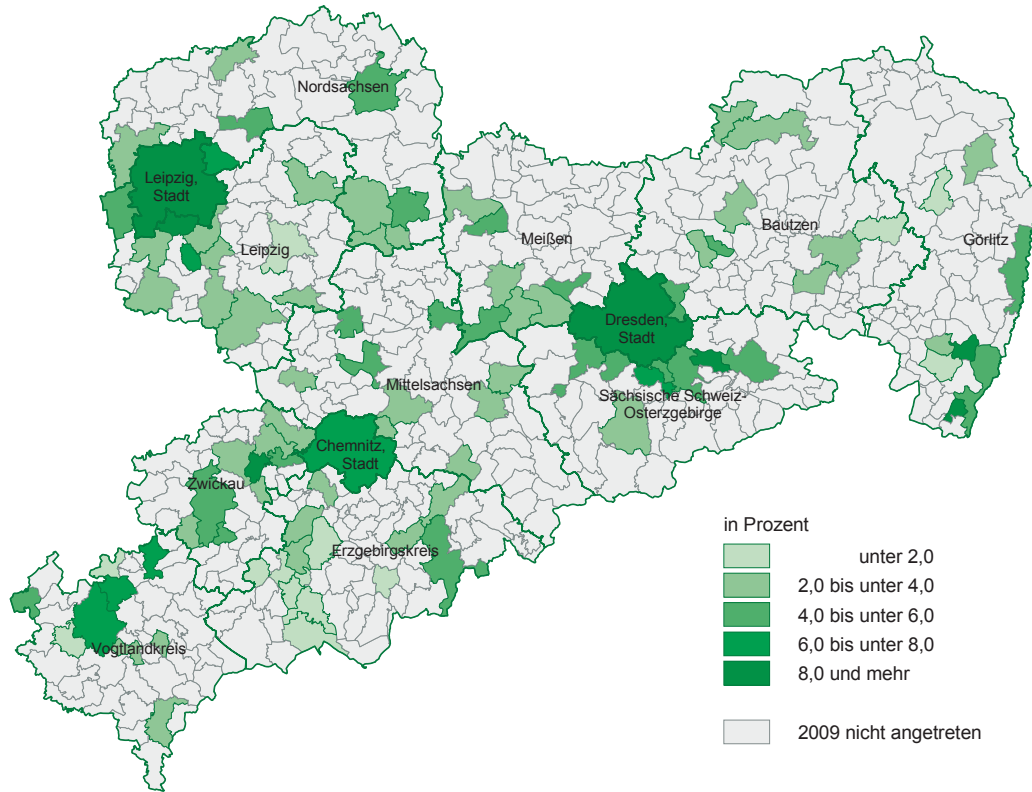 Nordsachsen
Leipzig,
Stadt
Leipzig
Meißen
Bautzen
Görlitz
Dresden,
Stadt
Mittelsachsen
Sächsische Schweiz-
Osterzgebirge
Chemnitz,
Stadt
Zwickau
Erzgebirgskreis
Vogtlandkreis
in Prozent
unter 2,0
2,0 bis unter 4,0
4,0 bis unter 6,0
6,0 bis unter 8,0
8,0 und mehr
2009 nicht angetreten